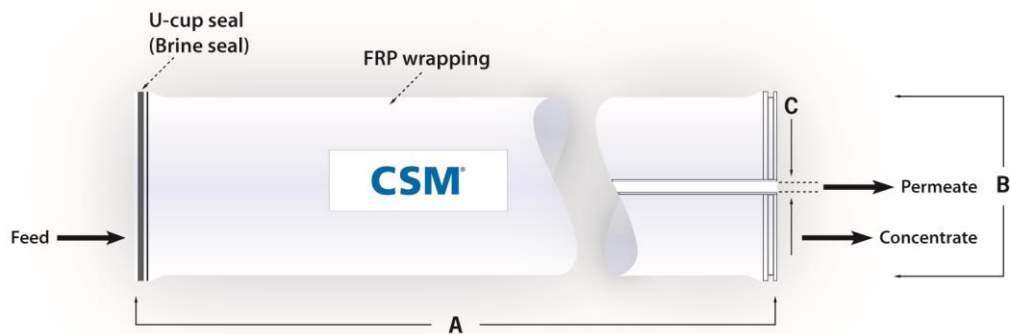 U-cup seal
(Brine seal)
FRP wrapping
C
CSM®
Permeate
B
Feed
Concentrate
A